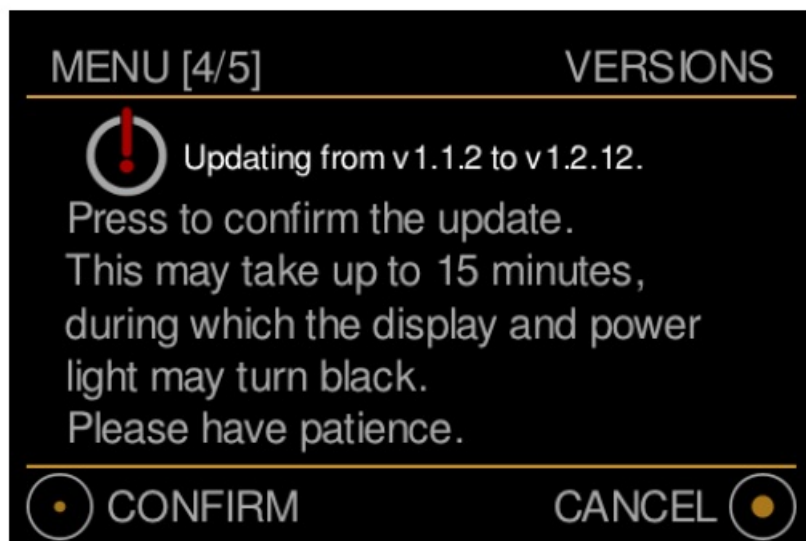 MENU [4/5] VERSIONS
Updating from v1.1.2 to v1.2.12.
Press to confirm the update.
This may take up to 15 minutes,
during which the display and power
light may turn black.
Please have patience.
CONFIRM CANCEL